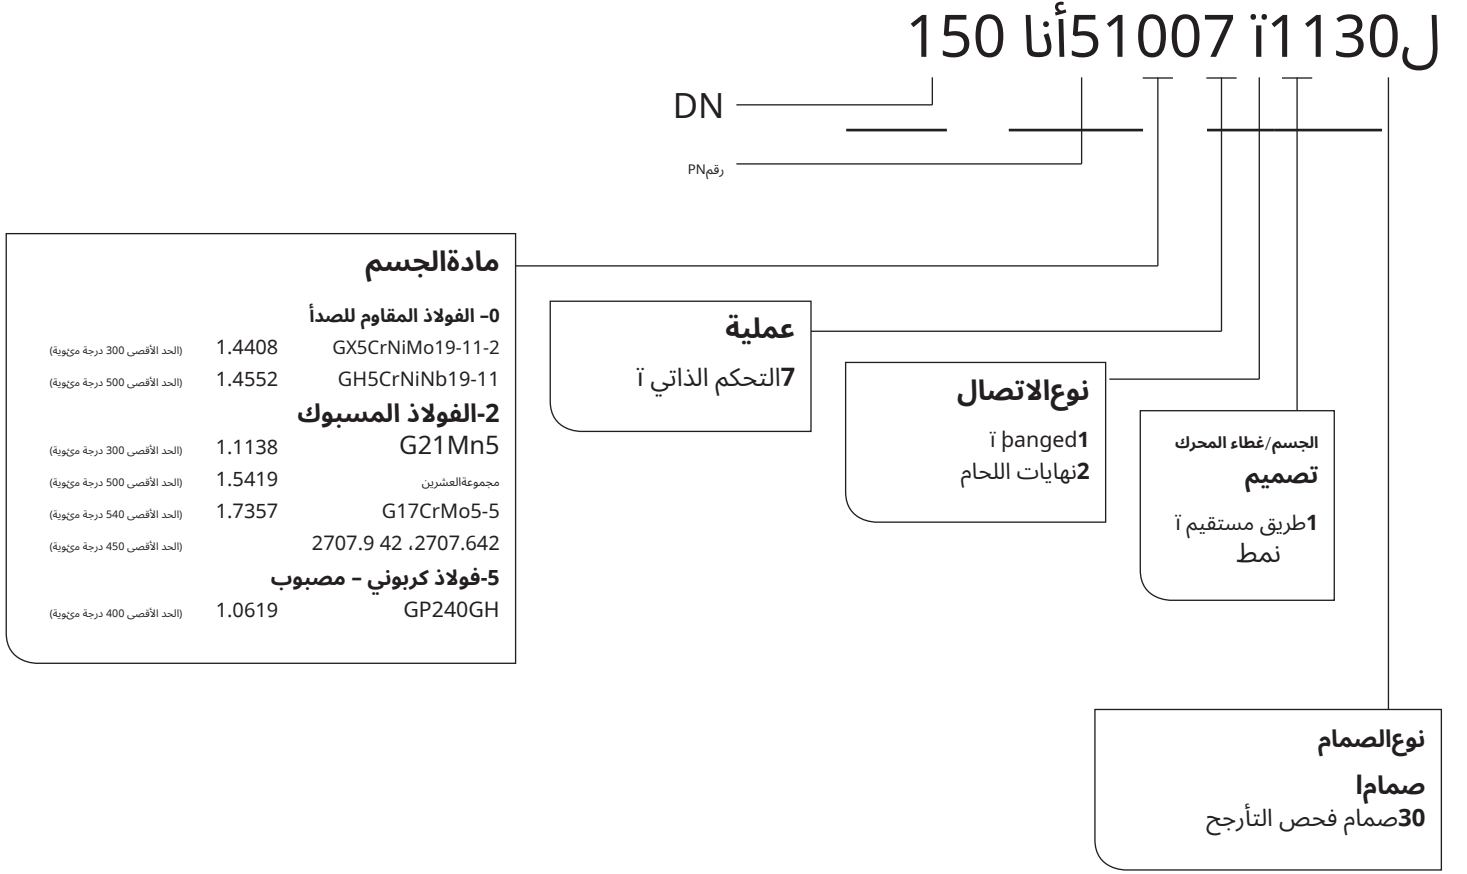 ل1130ï 51007أنا 150
DN
رقمPN
مادةالجسم
0– الفولاذ المقاوم للصدأ
GX5CrNiMo19-11-2 1.4408 (الحد الأقصى 300 درجة مئوية)
GH5CrNiNb19-11 1.4552 (الحد الأقصى 500 درجة مئوية)
2-الفولاذ المسبوك
G21Mn5 1.1138 (الحد الأقصى 300 درجة مئوية)
مجموعةالعشرين 1.5419 (الحد الأقصى 500 درجة مئوية)
G17CrMo5-5 1.7357 (الحد الأقصى 540 درجة مئوية)
2707.9 42 ،2707.642 (الحد الأقصى 450 درجة مئوية)
5-فولاذ كربوني – مصبوب
GP240GH 1.0619 (الحد الأقصى 400 درجة مئوية)
عملية
7التحكم الذاتي ï
نوعالاتصال
1ï þanged
2نهايات اللحام
الجسم/غطاء المحرك
تصميم
1طريق مستقيم ï
نمط
نوعالصمام
صماما
30صمام فحص التأرجح